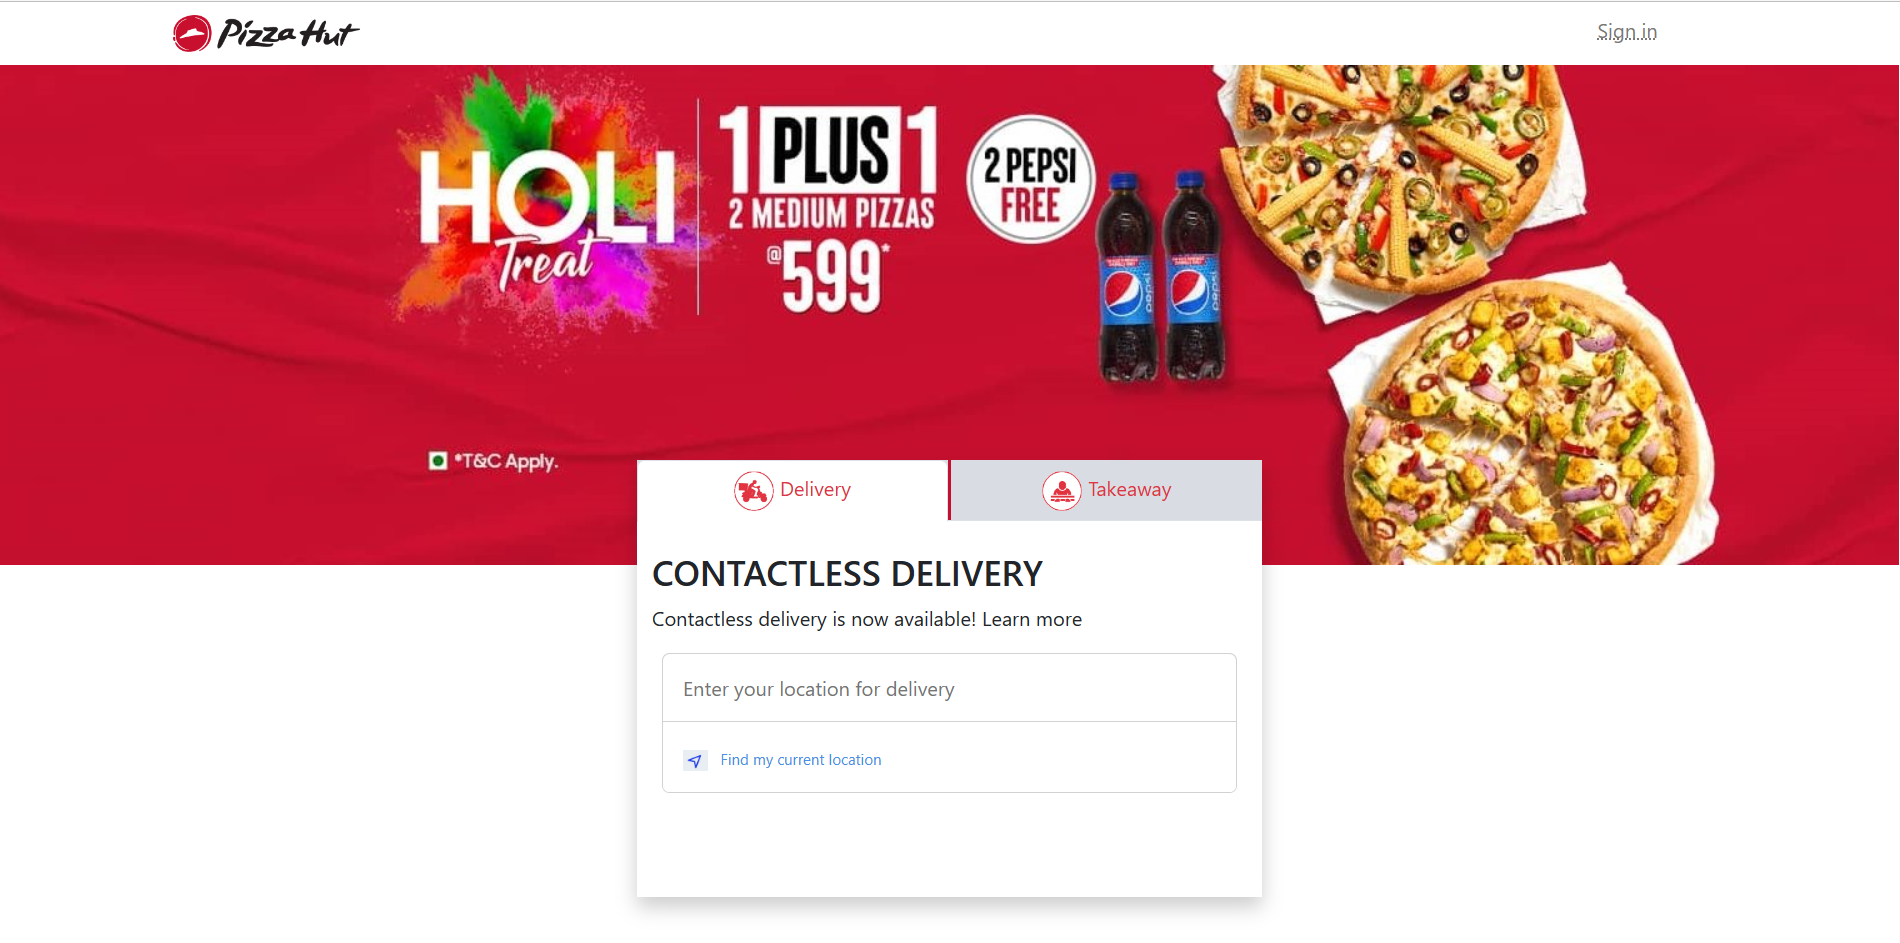 Pizza Hut
Sign in
HOLI
Treat
1 PLUS 1
2 MEDIUM PIZZAS
@599*
2 PEPSI
FREE
pepsi
pepsi
*T&C Apply.
Delivery
Takeaway
CONTACTLESS DELIVERY
Contactless delivery is now available! Learn more
Enter your location for delivery
Find my current location